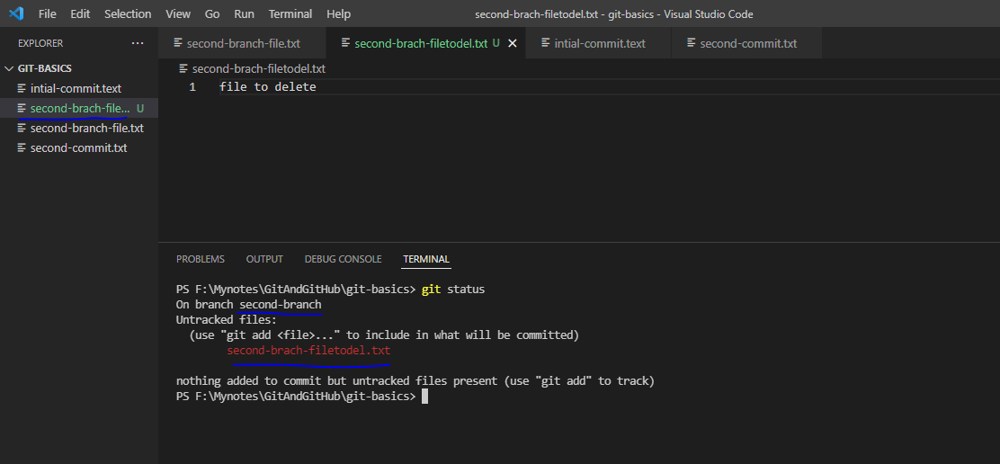 File Edit Selection View Go Run Terminal Help second-brach-filetodel.txt - git-basics - Visual Studio Code
EXPLORER ...
GIT-BASICS
intial-commit.text
second-brach-file... U
second-branch-file.txt
second-commit.txt
second-branch-file.txt second-brach-filetodel.txt U intial-commit.text second-commit.txt
second-brach-filetodel.txt
1 file to delete
PROBLEMS OUTPUT DEBUG CONSOLE TERMINAL
PS F:\Mynotes\GitAndGitHub\git-basics> git status
On branch second-branch
Untracked files:
(use "git add <file>..." to include in what will be committed)
second-brach-filetodel.txt
nothing added to commit but untracked files present (use "git add" to track)
PS F:\Mynotes\GitAndGitHub\git-basics>